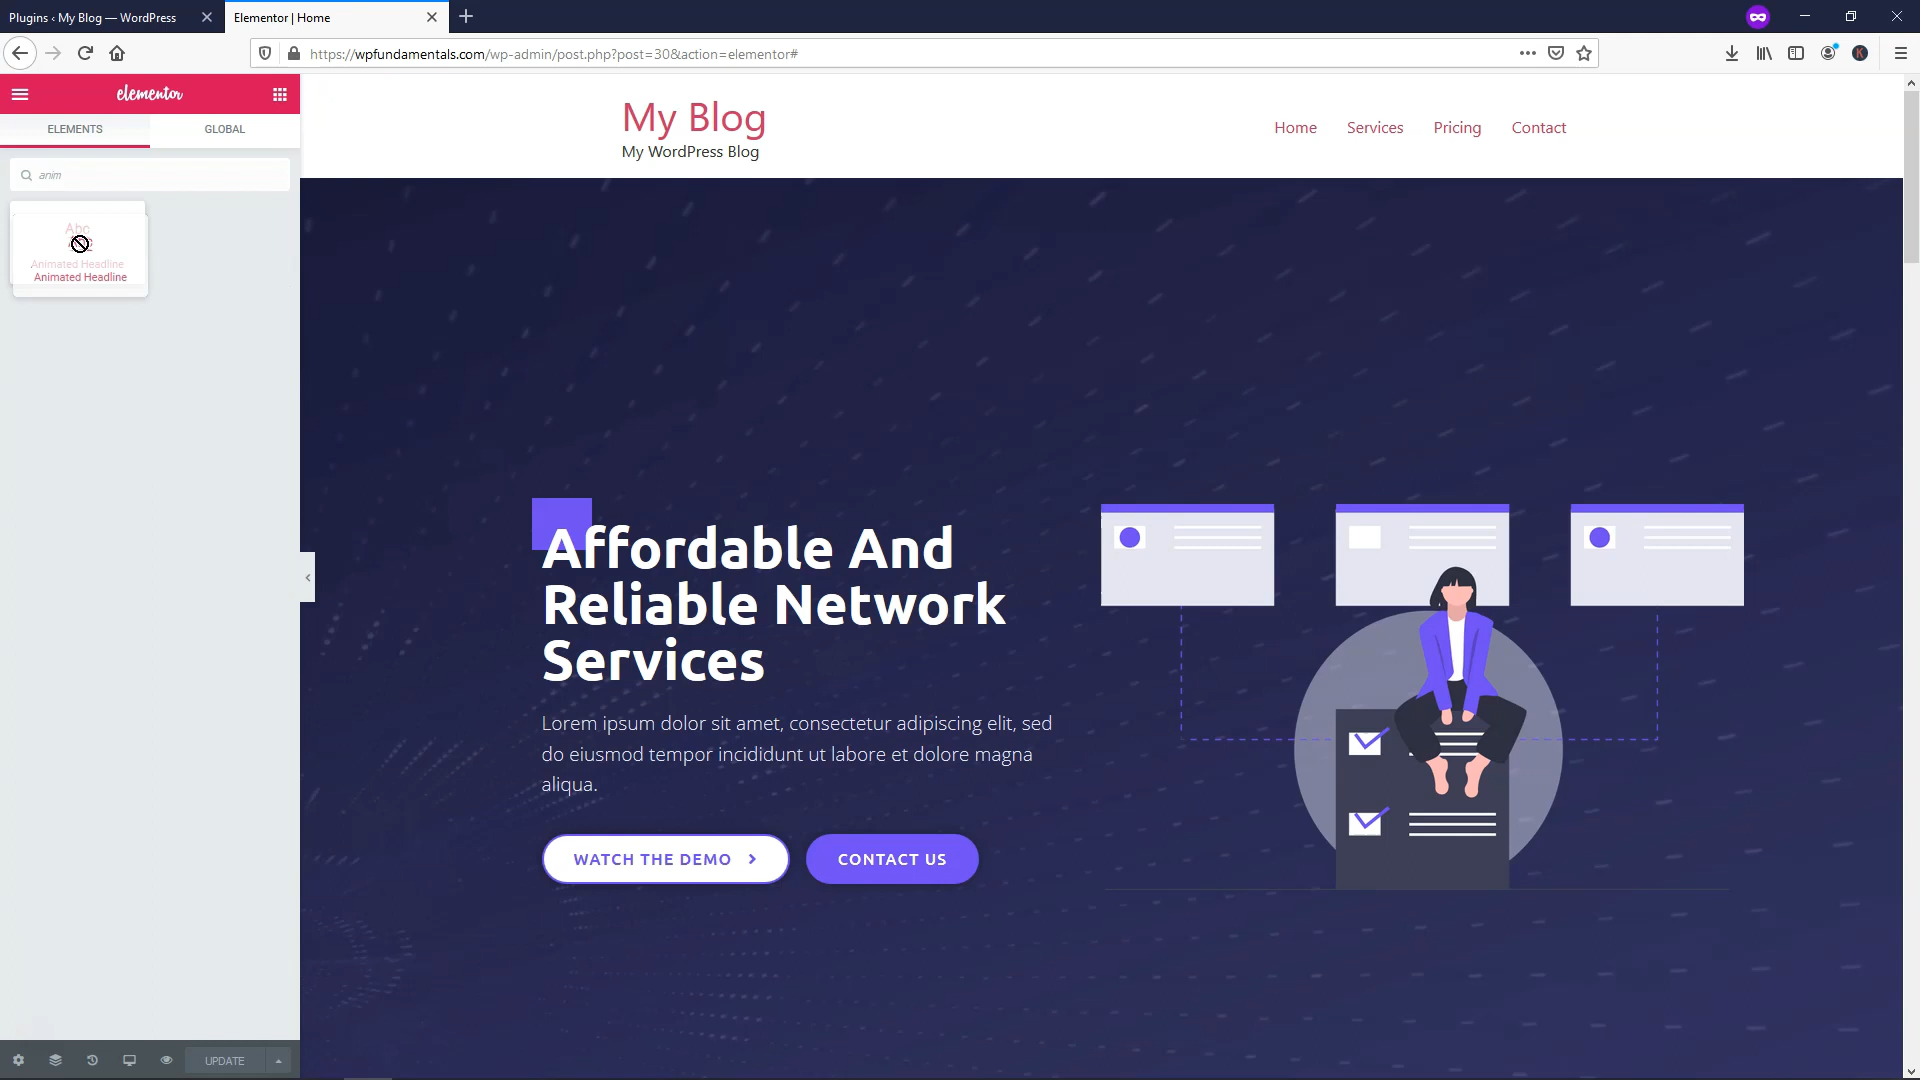 Plugins ‹ My Blog — WordPress
Elementor | Home
https://wpfundamentals.com/wp-admin/post.php?post=30&action=elementor#
elementor
ELEMENTS
GLOBAL
anim
Abc
Animated Headline
Animated Headline
UPDATE
My Blog
My WordPress Blog
Home
Services
Pricing
Contact
Affordable And
Reliable Network
Services
Lorem ipsum dolor sit amet, consectetur adipiscing elit, sed
do eiusmod tempor incididunt ut labore et dolore magna
aliqua.
WATCH THE DEMO
CONTACT US